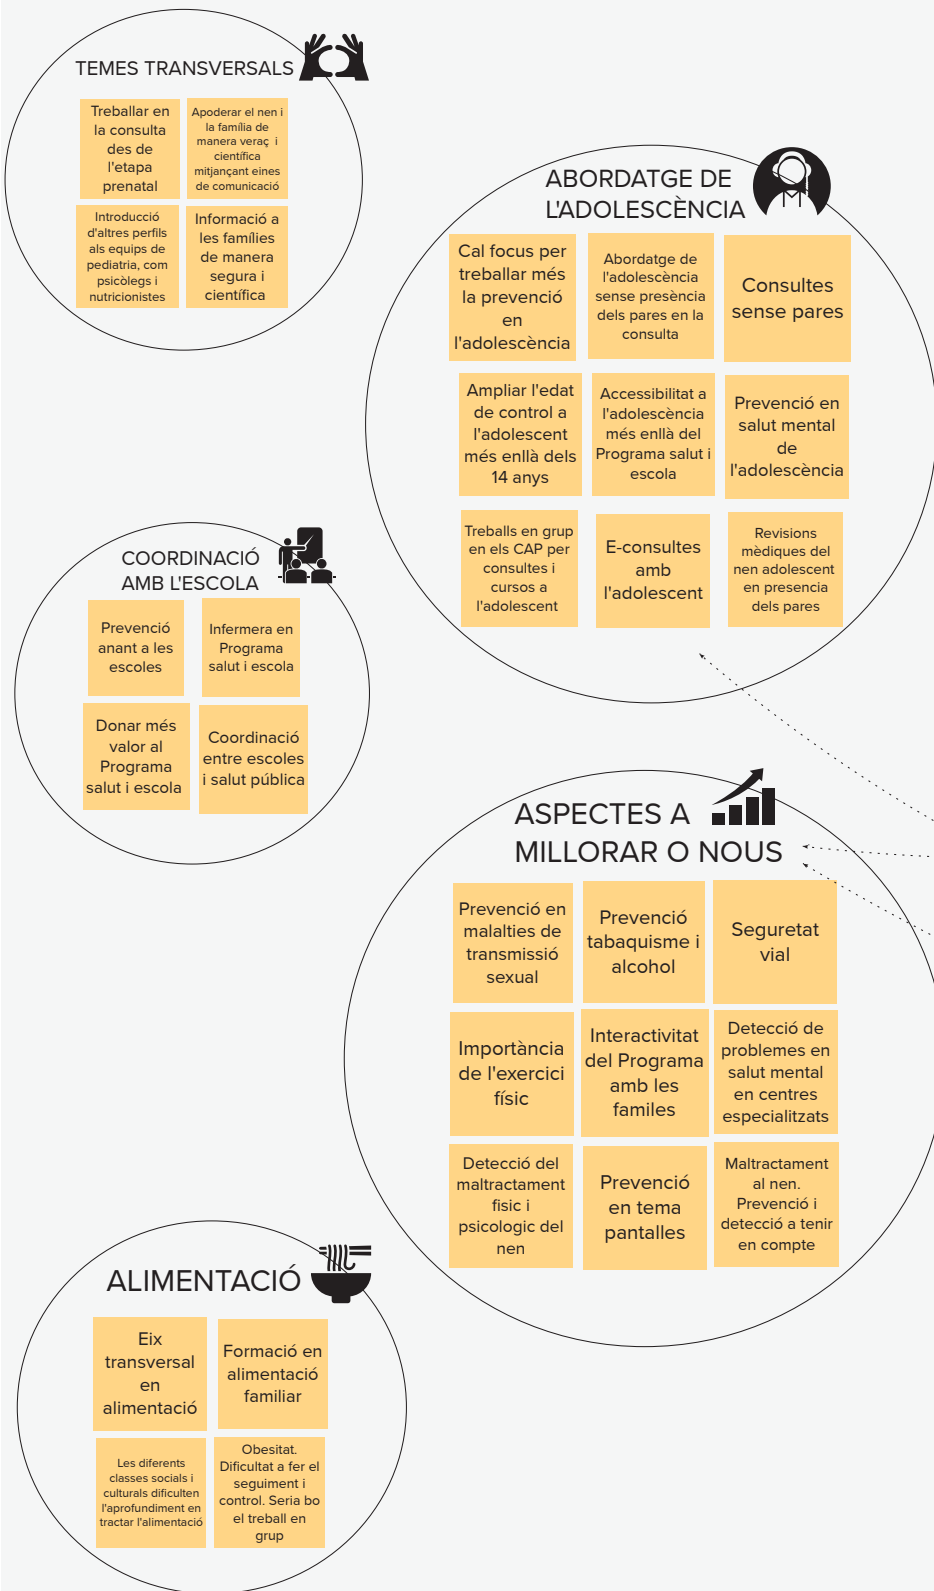 TEMES TRANSVERSALS
Treballar en
la consulta
des de
l'etapa
prenatal
Apoderar el nen i
la família de
manera veraç i
científica
mitjançant eines
de comunicació
Introducció
d'altres perfils
als equips de
pediatria, com
psicòlegs i
nutricionistes
Informació a
les famílies
de manera
segura i
científica
ABORDATGE DE
L'ADOLESCÈNCIA
Cal focus per
treballar més
la prevenció
en
l'adolescència
Abordatge de
l'adolescència
sense presència
dels pares en la
consulta
Consultes
sense pares
Ampliar l'edat
de control a
l'adolescent
més enllà dels
14 anys
Accessibilitat a
l'adolescència
més enllà del
Programa salut i
escola
Prevenció en
salut mental
de
l'adolescència
Treballs en grup
en els CAP per
consultes i
cursos a
l'adolescent
E-consultes
amb
l'adolescent
Revisions
mèdiques del
nen adolescent
en presencia
dels pares
COORDINACIÓ
AMB L'ESCOLA
Prevenció
anant a les
escoles
Infermera en
Programa
salut i escola
Donar més
valor al
Programa
salut i escola
Coordinació
entre escoles
i salut pública
ASPECTES A
MILLORAR O NOUS
Prevenció en
malalties de
transmissió
sexual
Prevenció
tabaquisme i
alcohol
Seguretat
vial
Importància
de l'exercici
físic
Interactivitat
del Programa
amb les
familes
Detecció de
problemes en
salut mental
en centres
especialitzats
Detecció del
maltractament
fisic i
psicologic del
nen
Prevenció
en tema
pantalles
Maltractament
al nen.
Prevenció i
detecció a tenir
en compte
ALIMENTACIÓ
Eix
transversal
en
alimentació
Formació en
alimentació
familiar
Les diferents
classes socials i
culturals dificulten
l'aprofundiment en
tractar l'alimentació
Obesitat.
Dificultat a fer el
seguiment i
control. Seria bo
el treball en
grup